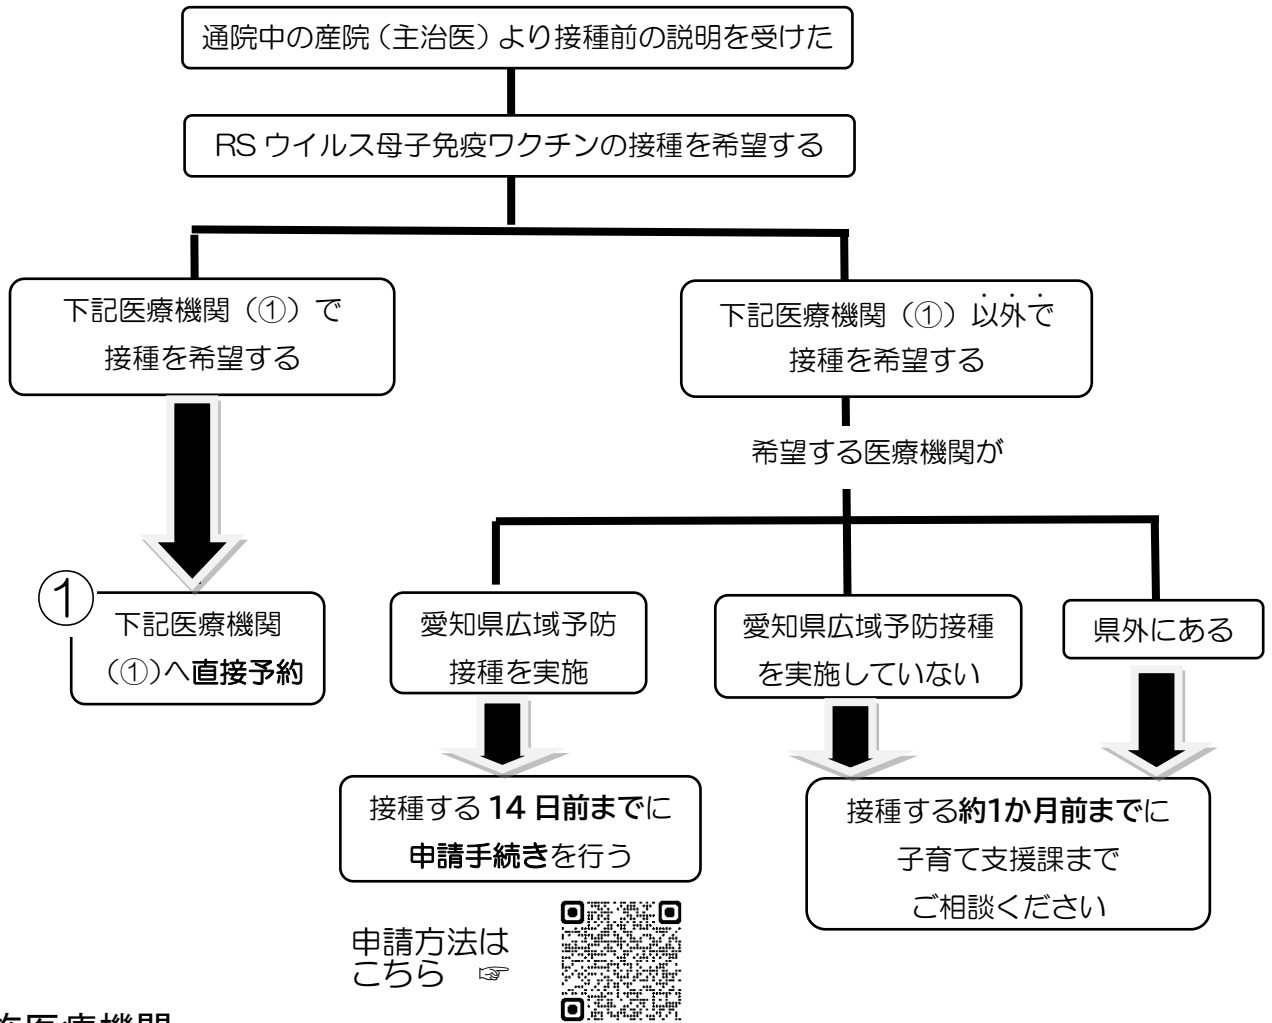 通院中の産院（主治医）より接種前の説明を受けた
RSウイルス母子免疫ワクチンの接種を希望する
下記医療機関（①）で
接種を希望する
下記医療機関（①）以外で
接種を希望する
希望する医療機関が
①
下記医療機関
(①)へ直接予約
愛知県広域予防
接種を実施
愛知県広域予防接種
を実施していない
県外にある
接種する14日前までに
申請手続きを行う
接種する約1か月前までに
子育て支援課まで
ご相談ください
申請方法は
こちら ☞
医療機関